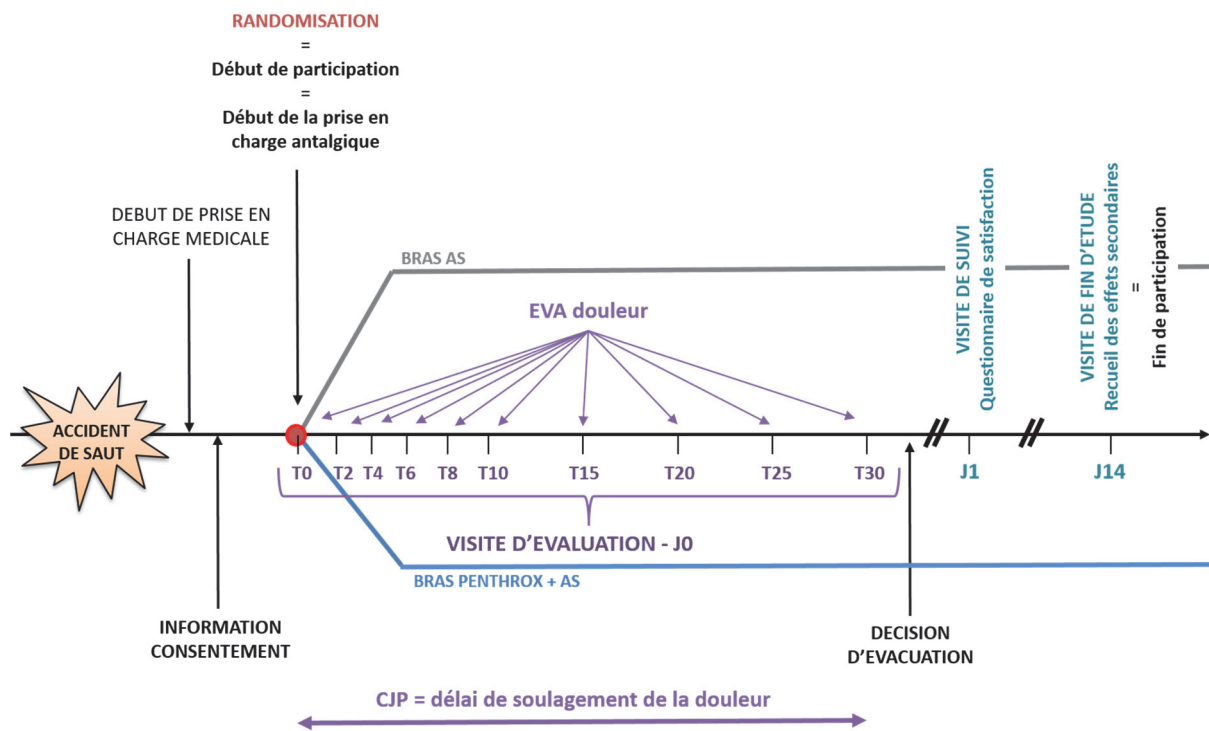 RANDOMISATION
=
Début de participation
=
Début de la prise en
charge antalgique
DEBUT DE PRISE EN
CHARGE MEDICALE
BRAS AS
EVA douleur
VISITE DE SUIVI
Questionnaire de satisfaction
VISITE DE FIN D'ETUDE
Recueil des effets secondaires
=
Fin de participation
ACCIDENT
DE SAUT
T0 T2 T4 T6 T8 T10 T15 T20 T25 T30 J1 J14
VISITE D'EVALUATION - J0
BRAS PENTHROX + AS
INFORMATION
CONSENTEMENT
DECISION
D'EVACUATION
CJP = délai de soulagement de la douleur